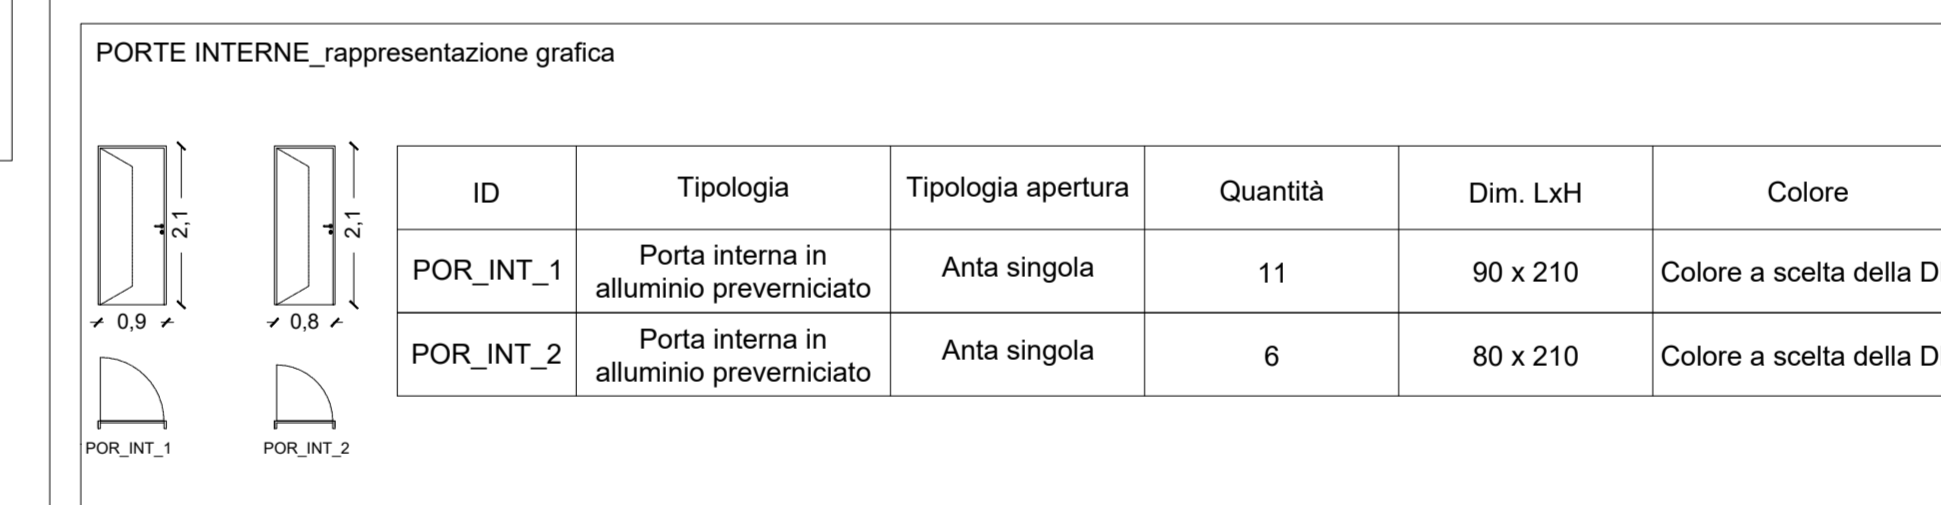 PORTE INTERNE_rappresentazione grafica
2,1
0,9
POR_INT_1
2,1
0,8
POR_INT_2
ID Tipologia Tipologia apertura Quantità Dim. LxH Colore
POR_INT_1 Porta interna in alluminio preverniciato Anta singola 11 90 x 210 Colore a scelta della D
POR_INT_2 Porta interna in alluminio preverniciato Anta singola 6 80 x 210 Colore a scelta della D